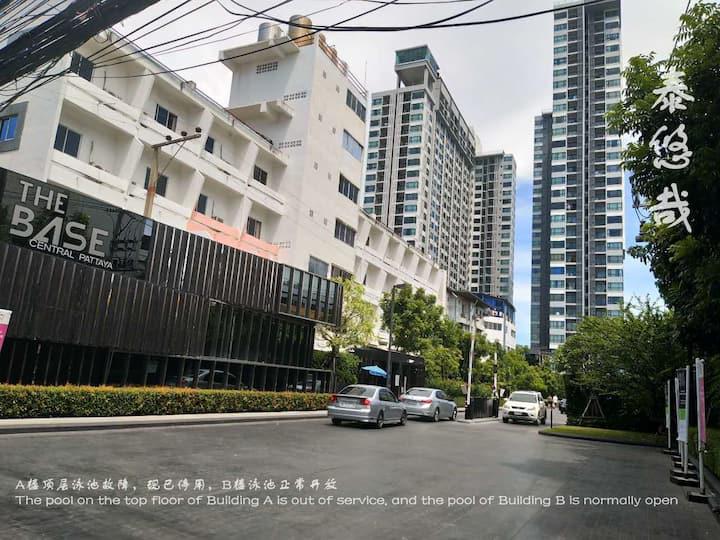 THE
BASE
CENTRAL PATTAYA
泰悠哉
A楼顶层泳池故障，现已停用，B楼泳池正常开放
The pool on the top floor of Building A is out of service, and the pool of Building B is normally open